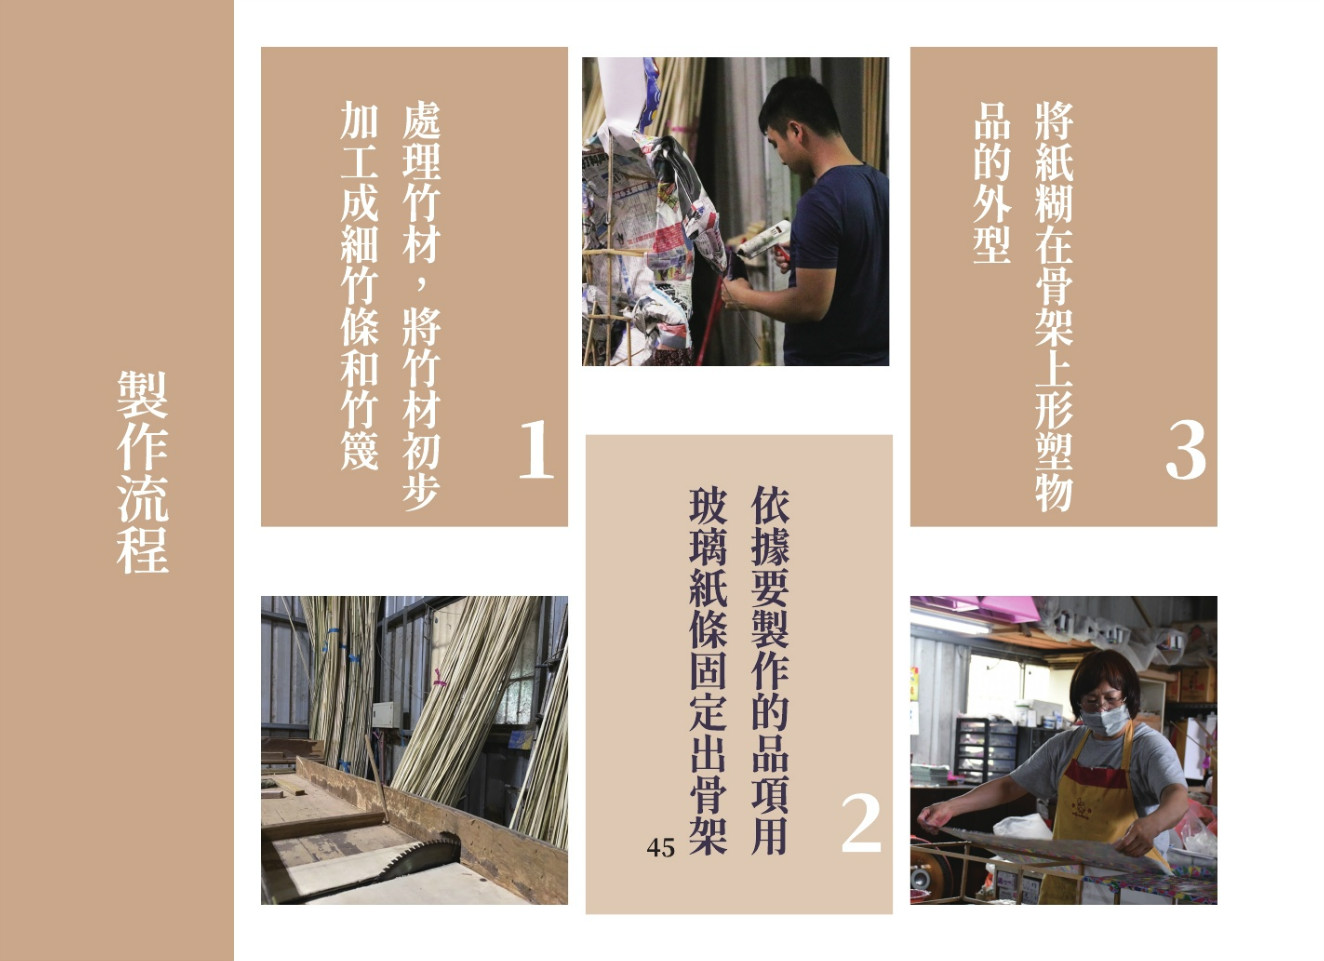 製作流程
1
處理竹材，將竹材初步
加工成細竹條和竹篾
2
依據要製作的品項用
玻璃紙條固定出骨架
45
3
將紙糊在骨架上形塑物
品的外型